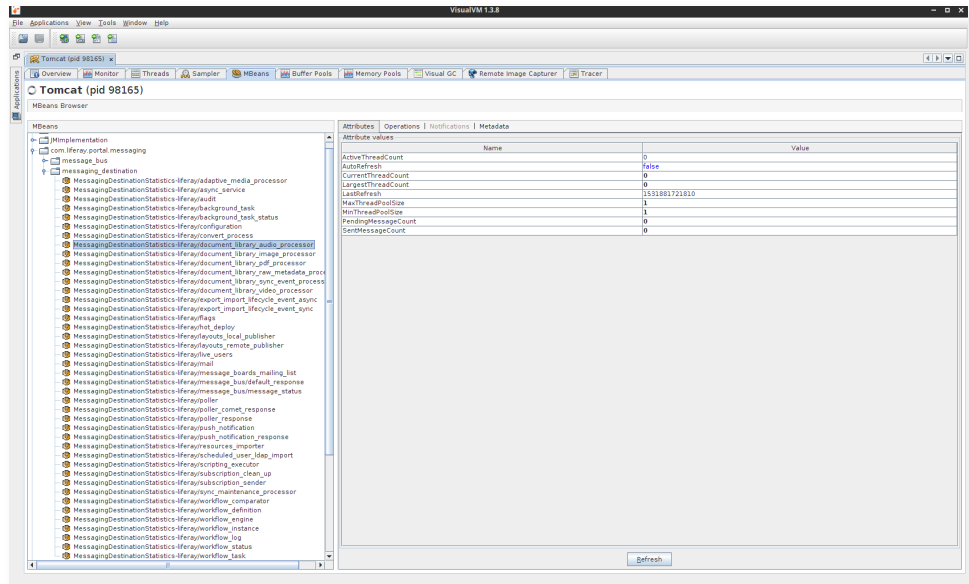 VisualVM 1.3.8
File Applications View Tools Window Help
Tomcat (pid 98165)
Applications
Overview Monitor Threads Sampler MBeans Buffer Pools Memory Pools Visual GC Remote Image Capturer Tracer
Tomcat (pid 98165)
MBeans Browser
MBeans
JMImplementation
com.liferay.portal.messaging
message_bus
messaging_destination
MessagingDestinationStatistics-liferay/adaptive_media_processor
MessagingDestinationStatistics-liferay/async_service
MessagingDestinationStatistics-liferay/audit
MessagingDestinationStatistics-liferay/background_task
MessagingDestinationStatistics-liferay/background_task_status
MessagingDestinationStatistics-liferay/configuration
MessagingDestinationStatistics-liferay/convert_process
MessagingDestinationStatistics-liferay/document_library_audio_processor
MessagingDestinationStatistics-liferay/document_library_image_processor
MessagingDestinationStatistics-liferay/document_library_pdf_processor
MessagingDestinationStatistics-liferay/document_library_raw_metadata_proce
MessagingDestinationStatistics-liferay/document_library_sync_event_process
MessagingDestinationStatistics-liferay/document_library_video_processor
MessagingDestinationStatistics-liferay/export_import_lifecycle_event_async
MessagingDestinationStatistics-liferay/export_import_lifecycle_event_sync
MessagingDestinationStatistics-liferay/flags
MessagingDestinationStatistics-liferay/hot_deploy
MessagingDestinationStatistics-liferay/layouts_local_publisher
MessagingDestinationStatistics-liferay/layouts_remote_publisher
MessagingDestinationStatistics-liferay/live_users
MessagingDestinationStatistics-liferay/mail
MessagingDestinationStatistics-liferay/message_boards_mailing_list
MessagingDestinationStatistics-liferay/message_bus/default_response
MessagingDestinationStatistics-liferay/message_bus/message_status
MessagingDestinationStatistics-liferay/poller
MessagingDestinationStatistics-liferay/poller_comet_response
MessagingDestinationStatistics-liferay/poller_response
MessagingDestinationStatistics-liferay/push_notification
MessagingDestinationStatistics-liferay/push_notification_response
MessagingDestinationStatistics-liferay/resources_importer
MessagingDestinationStatistics-liferay/scheduled_user_ldap_import
MessagingDestinationStatistics-liferay/scripting_executor
MessagingDestinationStatistics-liferay/subscription_clean_up
MessagingDestinationStatistics-liferay/subscription_sender
MessagingDestinationStatistics-liferay/sync_maintenance_processor
MessagingDestinationStatistics-liferay/workflow_comparator
MessagingDestinationStatistics-liferay/workflow_definition
MessagingDestinationStatistics-liferay/workflow_engine
MessagingDestinationStatistics-liferay/workflow_instance
MessagingDestinationStatistics-liferay/workflow_log
MessagingDestinationStatistics-liferay/workflow_status
MessagingDestinationStatistics-liferay/workflow_task
Attributes Operations Notifications Metadata
Attribute values
Name Value
ActiveThreadCount 0
AutoRefresh false
CurrentThreadCount 0
LargestThreadCount 0
LastRefresh 1531881721810
MaxThreadPoolSize 1
MinThreadPoolSize 1
PendingMessageCount 0
SentMessageCount 0
Refresh